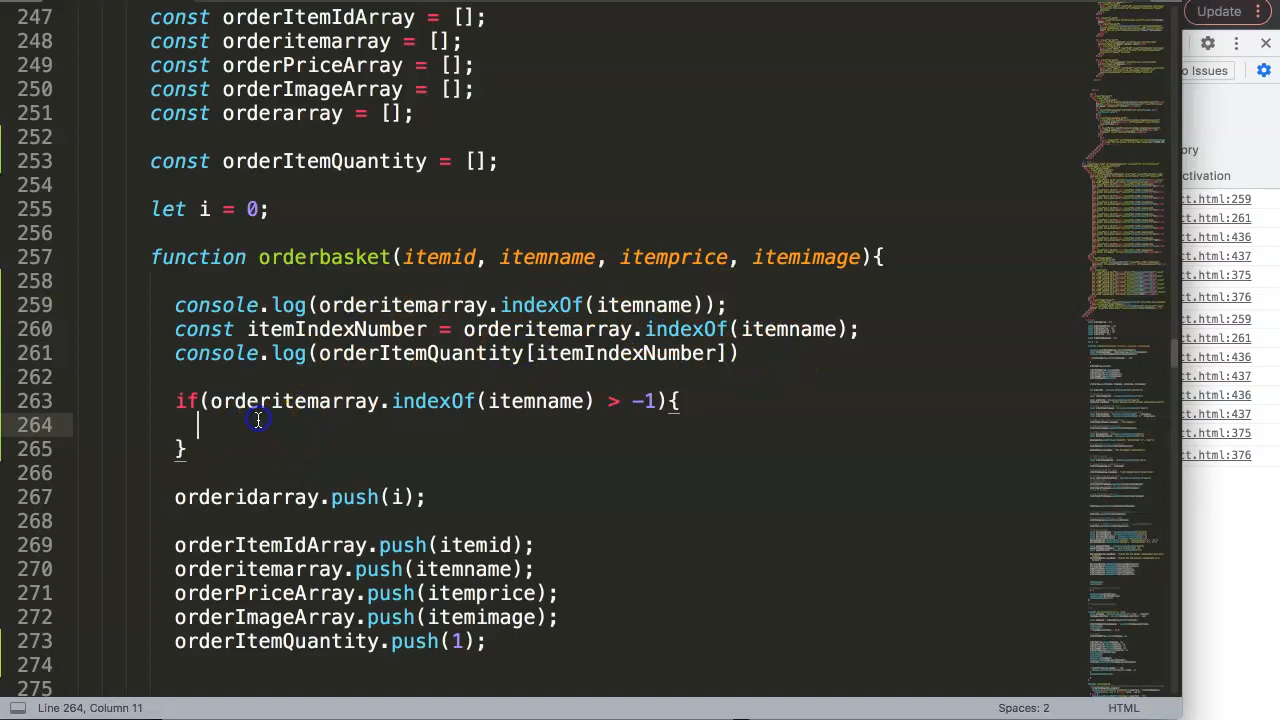 247 const orderItemIdArray = [];
248 const orderitemarray = [];
249 const orderPriceArray = [];
250 const orderImageArray = [];
251 const orderarray = [];
252
253 const orderItemQuantity = [];
254
255 let i = 0;
256
257 function orderbasket(itemid, itemname, itemprice, itemimage){
258
259 console.log(orderitemarray.indexOf(itemname));
260 const itemIndexNumber = orderitemarray.indexOf(itemname);
261 console.log(orderItemQuantity[itemIndexNumber])
262
263 if(orderitemarray.indexOf(itemname) > -1){
264
265 }
266
267 orderidarray.push(i);
268
269 orderItemIdArray.push(itemid);
270 orderitemarray.push(itemname);
271 orderPriceArray.push(itemprice);
272 orderImageArray.push(itemimage);
273 orderItemQuantity.push(1);
274
275
Line 264, Column 11 Spaces: 2 HTML
Update
o Issues
ory
ctivation
ct.html:259
ct.html:261
ct.html:436
ct.html:437
ct.html:375
ct.html:376
ct.html:259
ct.html:261
ct.html:436
ct.html:437
ct.html:436
ct.html:437
ct.html:375
ct.html:376